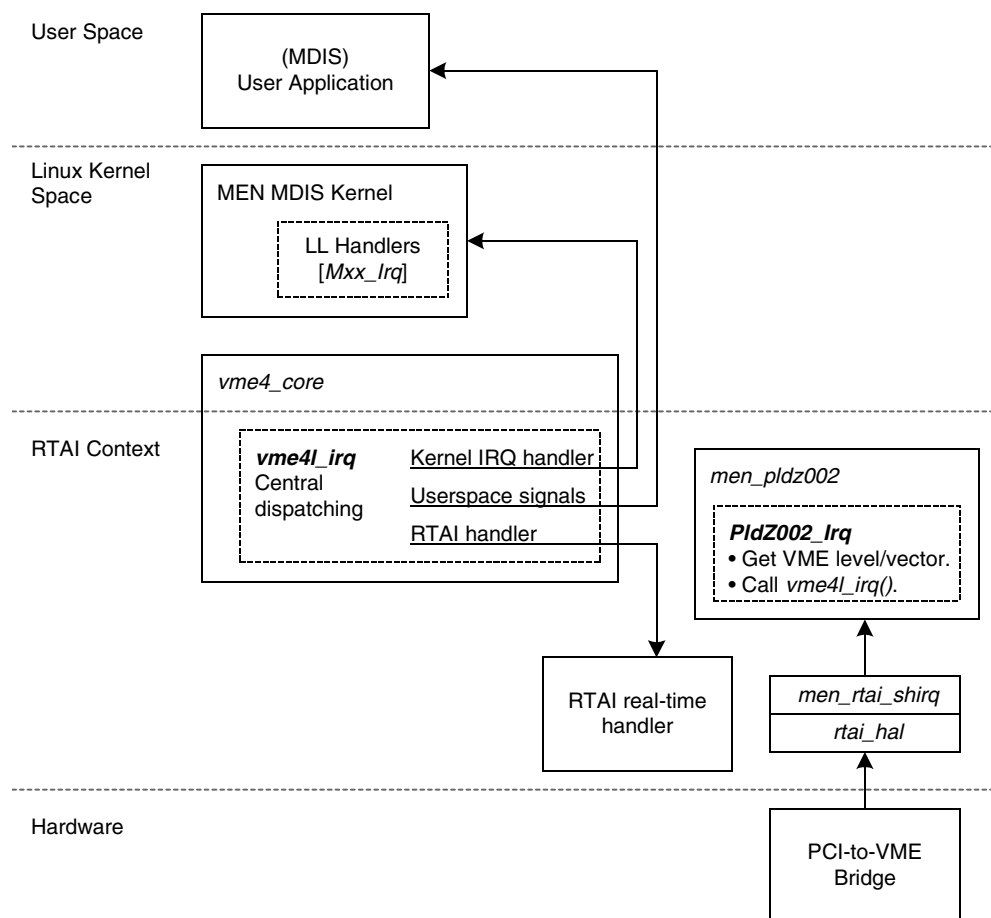 User Space
(MDIS)
User Application
Linux Kernel
Space
MEN MDIS Kernel
LL Handlers
[Mxx_Irq]
vme4_core
RTAI Context
vme4l_irq
Central
dispatching
Kernel IRQ handler
Userspace signals
RTAI handler
men_pldz002
PldZ002_Irq
• Get VME level/vector.
• Call vme4l_irq().
RTAI real-time
handler
men_rtai_shirq
rtai_hal
Hardware
PCI-to-VME
Bridge